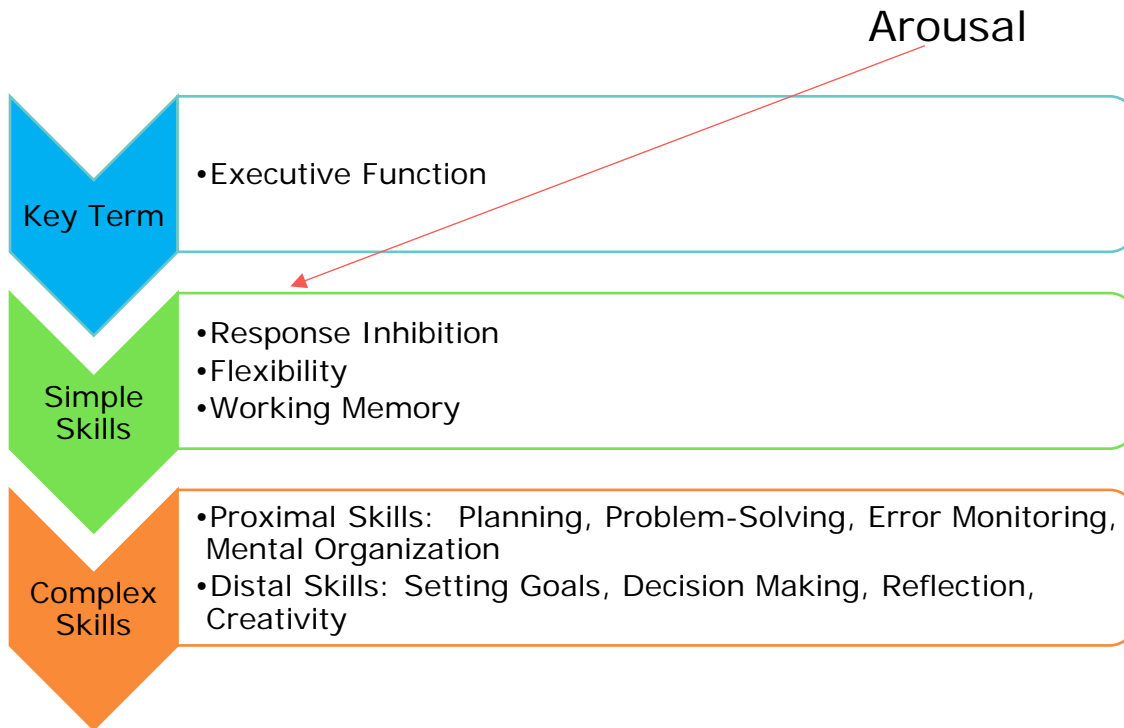 Arousal
Key Term
•Executive Function
Simple
Skills
•Response Inhibition
•Flexibility
•Working Memory
Complex
Skills
•Proximal Skills: Planning, Problem-Solving, Error Monitoring,
Mental Organization
•Distal Skills: Setting Goals, Decision Making, Reflection,
Creativity